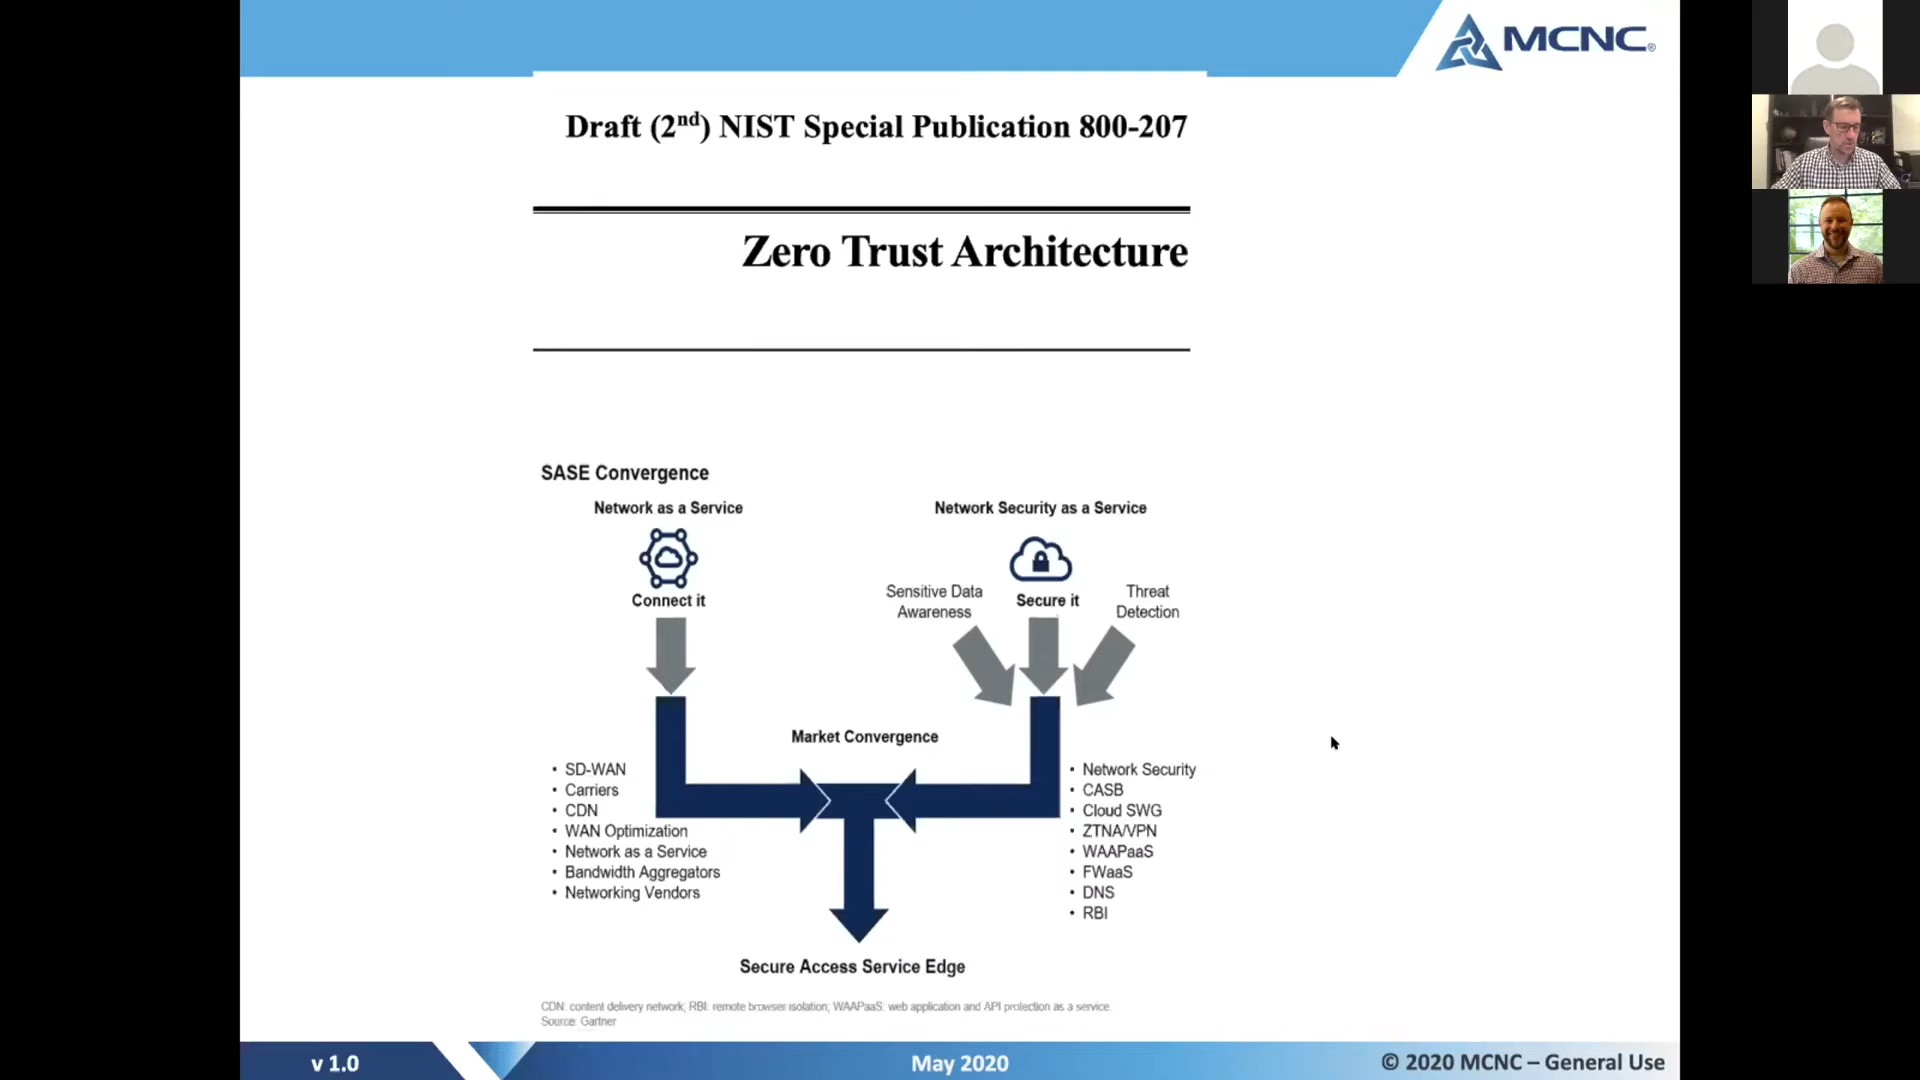 MCNC®
Draft (2nd) NIST Special Publication 800-207
Zero Trust Architecture
SASE Convergence
Network as a Service
Network Security as a Service
Connect it
Sensitive Data
Awareness
Secure it
Threat
Detection
Market Convergence
• SD-WAN
• Carriers
• CDN
• WAN Optimization
• Network as a Service
• Bandwidth Aggregators
• Networking Vendors
• Network Security
• CASB
• Cloud SWG
• ZTNA/VPN
• WAAPaaS
• FWaaS
• DNS
• RBI
Secure Access Service Edge
CDN: content delivery network; RBI: remote browser isolation; WAAPaaS: web application and API protection as a service.
Source: Gartner
v 1.0
May 2020
© 2020 MCNC – General Use